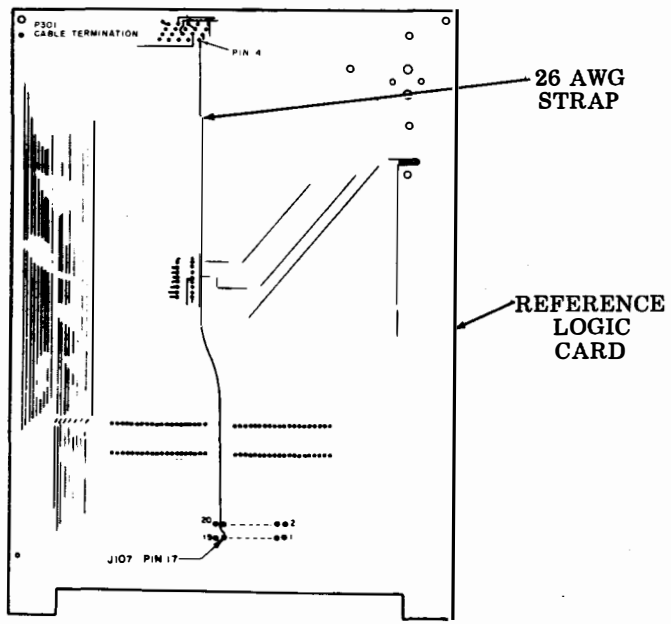 P301
CABLE TERMINATION
PIN 4
26 AWG
STRAP
REFERENCE
LOGIC
CARD
20
2
19
1
J107 PIN 17